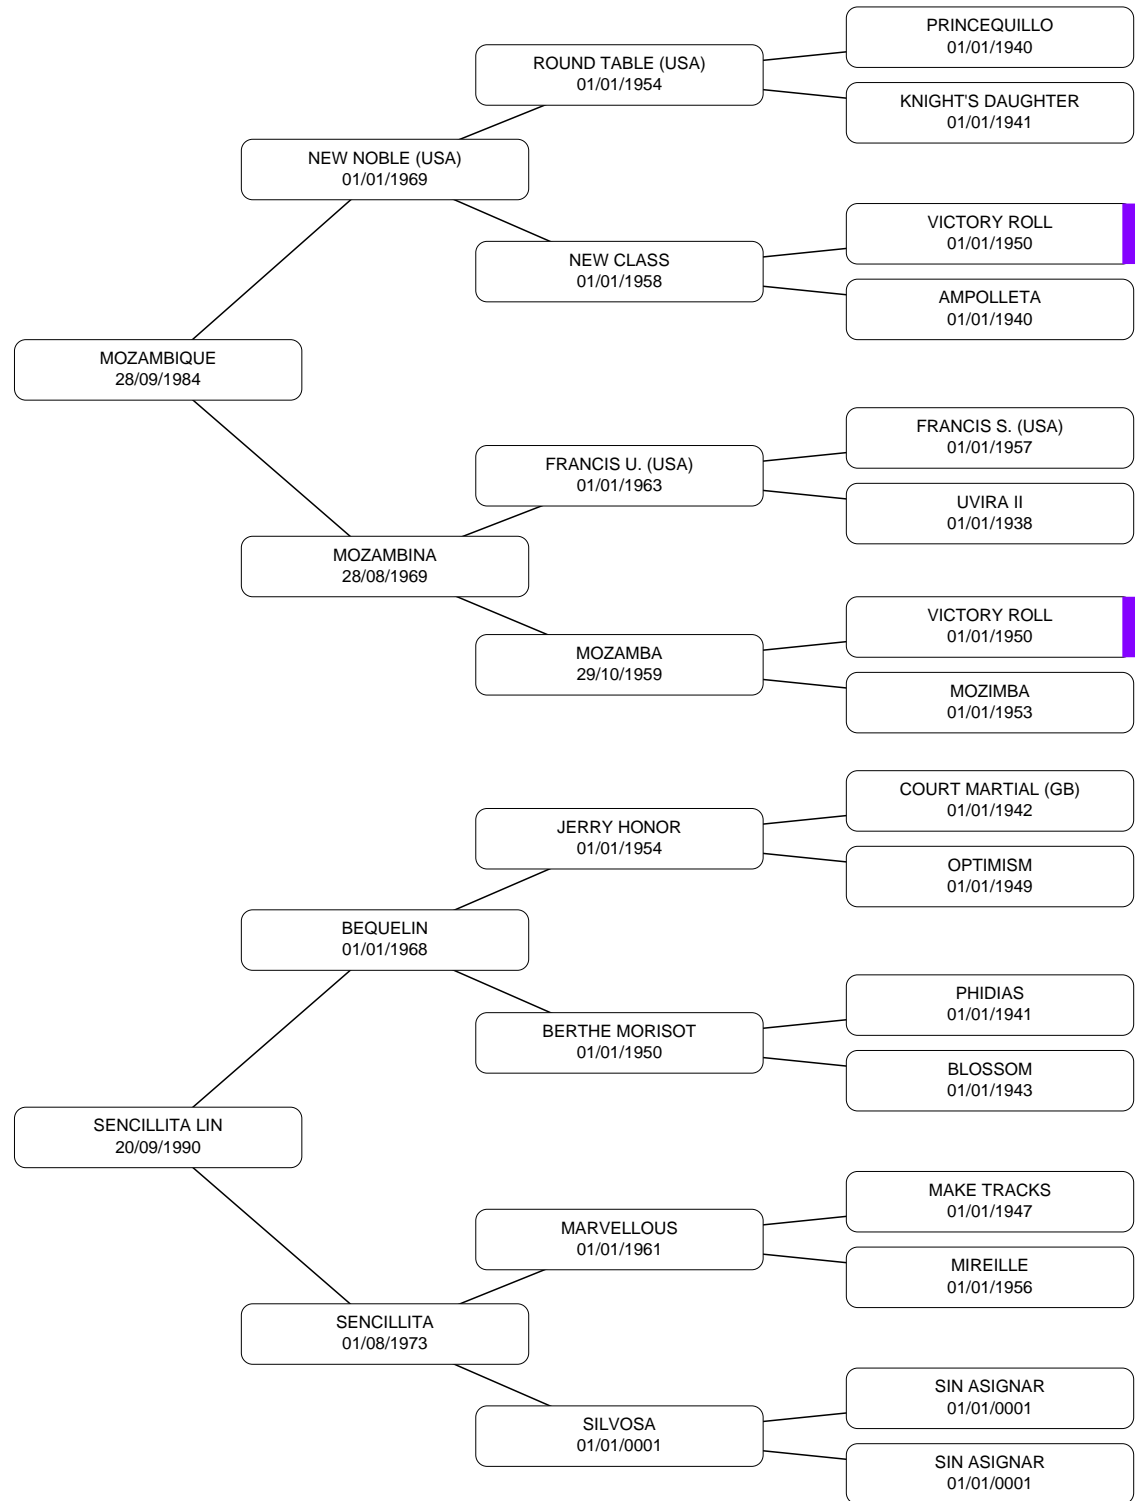 PRINCEQUILLO
01/01/1940
ROUND TABLE (USA)
01/01/1954
KNIGHT'S DAUGHTER
01/01/1941
NEW NOBLE (USA)
01/01/1969
VICTORY ROLL
01/01/1950
NEW CLASS
01/01/1958
AMPOLLETA
01/01/1940
MOZAMBIQUE
28/09/1984
FRANCIS S. (USA)
01/01/1957
FRANCIS U. (USA)
01/01/1963
UVIRA II
01/01/1938
MOZAMBINA
28/08/1969
VICTORY ROLL
01/01/1950
MOZAMBA
29/10/1959
MOZIMBA
01/01/1953
COURT MARTIAL (GB)
01/01/1942
JERRY HONOR
01/01/1954
OPTIMISM
01/01/1949
BEQUELIN
01/01/1968
PHIDIAS
01/01/1941
BERTHE MORISOT
01/01/1950
BLOSSOM
01/01/1943
SENCILLITA LIN
20/09/1990
MAKE TRACKS
01/01/1947
MARVELLOUS
01/01/1961
MIREILLE
01/01/1956
SENCILLITA
01/08/1973
SIN ASIGNAR
01/01/0001
SILVOSA
01/01/0001
SIN ASIGNAR
01/01/0001